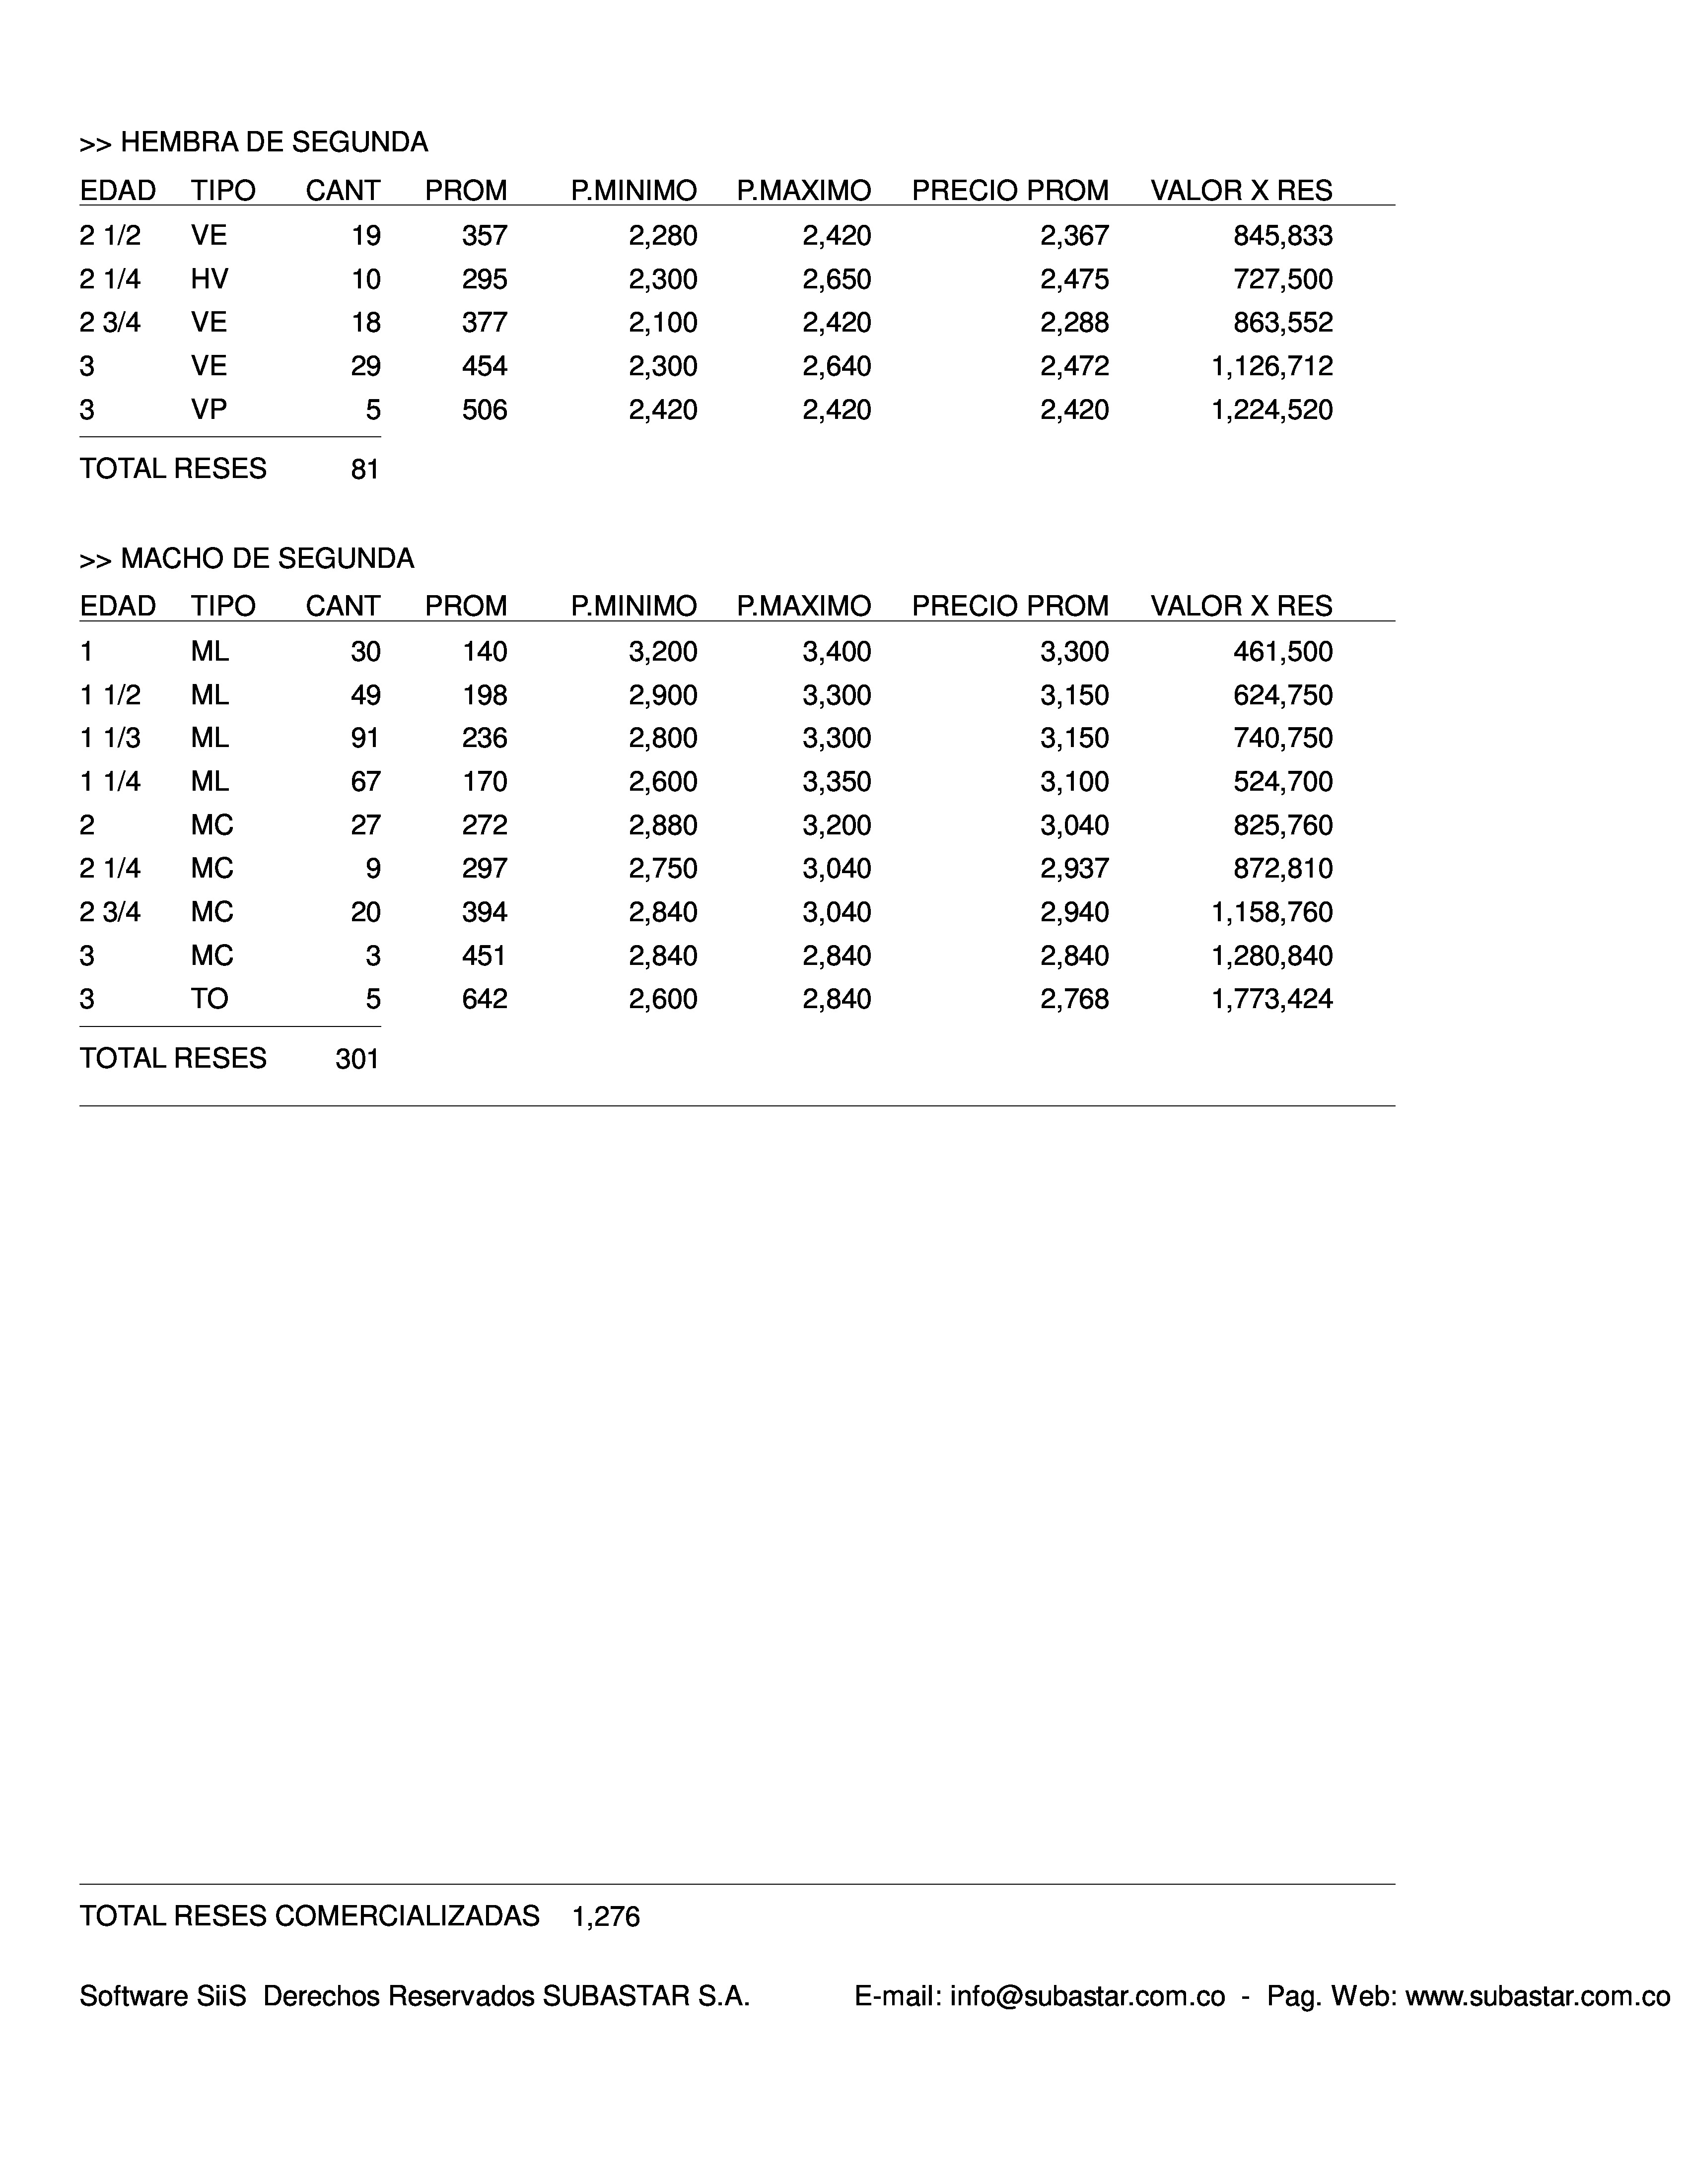 >> HEMBRA DE SEGUNDA
EDAD TIPO CANT PROM P.MINIMO P.MAXIMO PRECIO PROM VALOR X RES
2 1/2 VE 19 357 2,280 2,420 2,367 845,833
2 1/4 HV 10 295 2,300 2,650 2,475 727,500
2 3/4 VE 18 377 2,100 2,420 2,288 863,552
3 VE 29 454 2,300 2,640 2,472 1,126,712
3 VP 5 506 2,420 2,420 2,420 1,224,520
TOTAL RESES 81
>> MACHO DE SEGUNDA
EDAD TIPO CANT PROM P.MINIMO P.MAXIMO PRECIO PROM VALOR X RES
1 ML 30 140 3,200 3,400 3,300 461,500
1 1/2 ML 49 198 2,900 3,300 3,150 624,750
1 1/3 ML 91 236 2,800 3,300 3,150 740,750
1 1/4 ML 67 170 2,600 3,350 3,100 524,700
2 MC 27 272 2,880 3,200 3,040 825,760
2 1/4 MC 9 297 2,750 3,040 2,937 872,810
2 3/4 MC 20 394 2,840 3,040 2,940 1,158,760
3 MC 3 451 2,840 2,840 2,840 1,280,840
3 TO 5 642 2,600 2,840 2,768 1,773,424
TOTAL RESES 301
TOTAL RESES COMERCIALIZADAS 1,276
Software SiiS Derechos Reservados SUBASTAR S.A. E-mail: info@subastar.com.co - Pag. Web: www.subastar.com.co